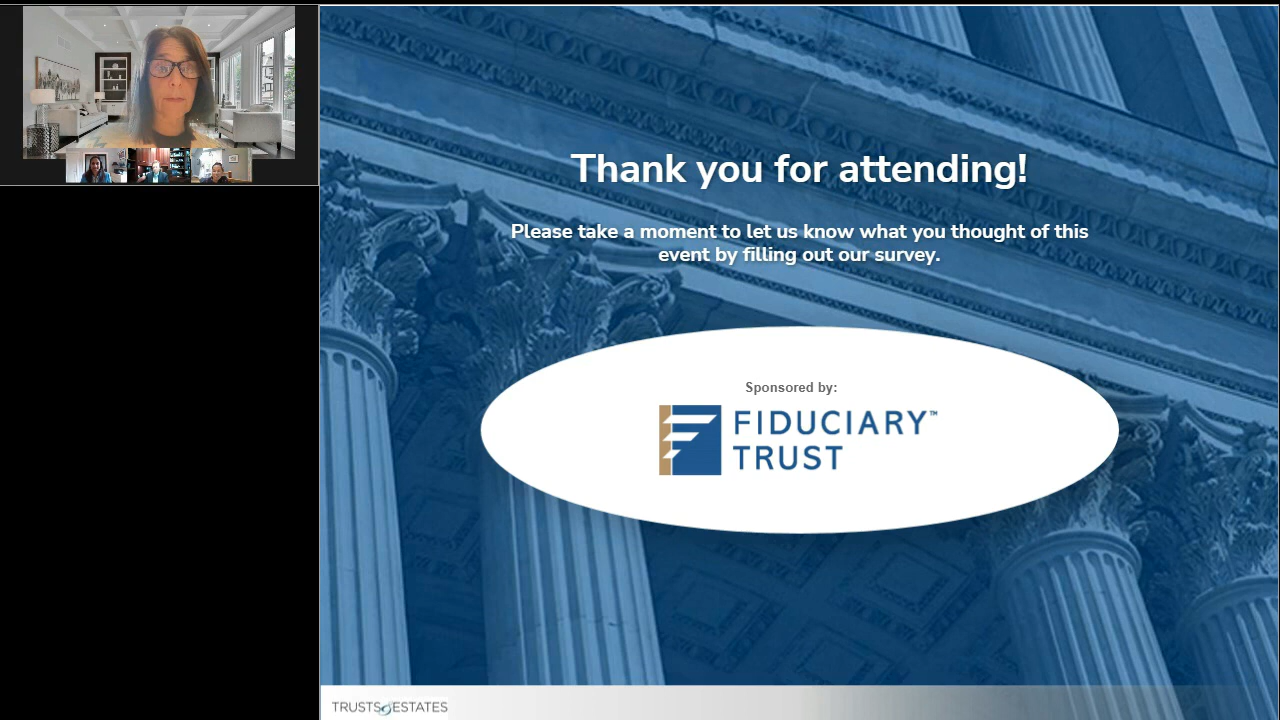 Thank you for attending!
Please take a moment to let us know what you thought of this
event by filling out our survey.
Sponsored by:
FIDUCIARY™
TRUST
TRUSTS&ESTATES